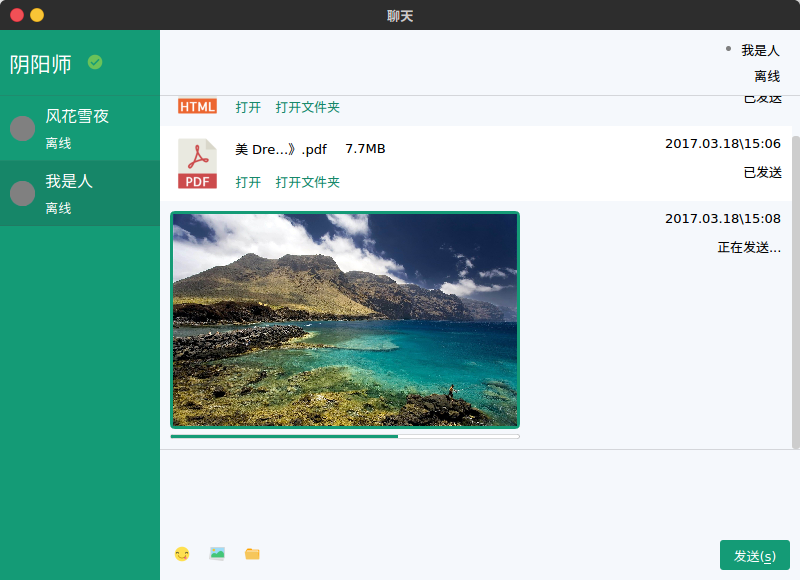 聊天
阴阳师
风花雪夜
离线
我是人
离线
我是人
离线
已发送
HTML
打开 打开文件夹
美 Dre...》.pdf 7.7MB
2017.03.18\15:06
PDF
打开 打开文件夹
已发送
2017.03.18\15:08
正在发送...
发送(s)